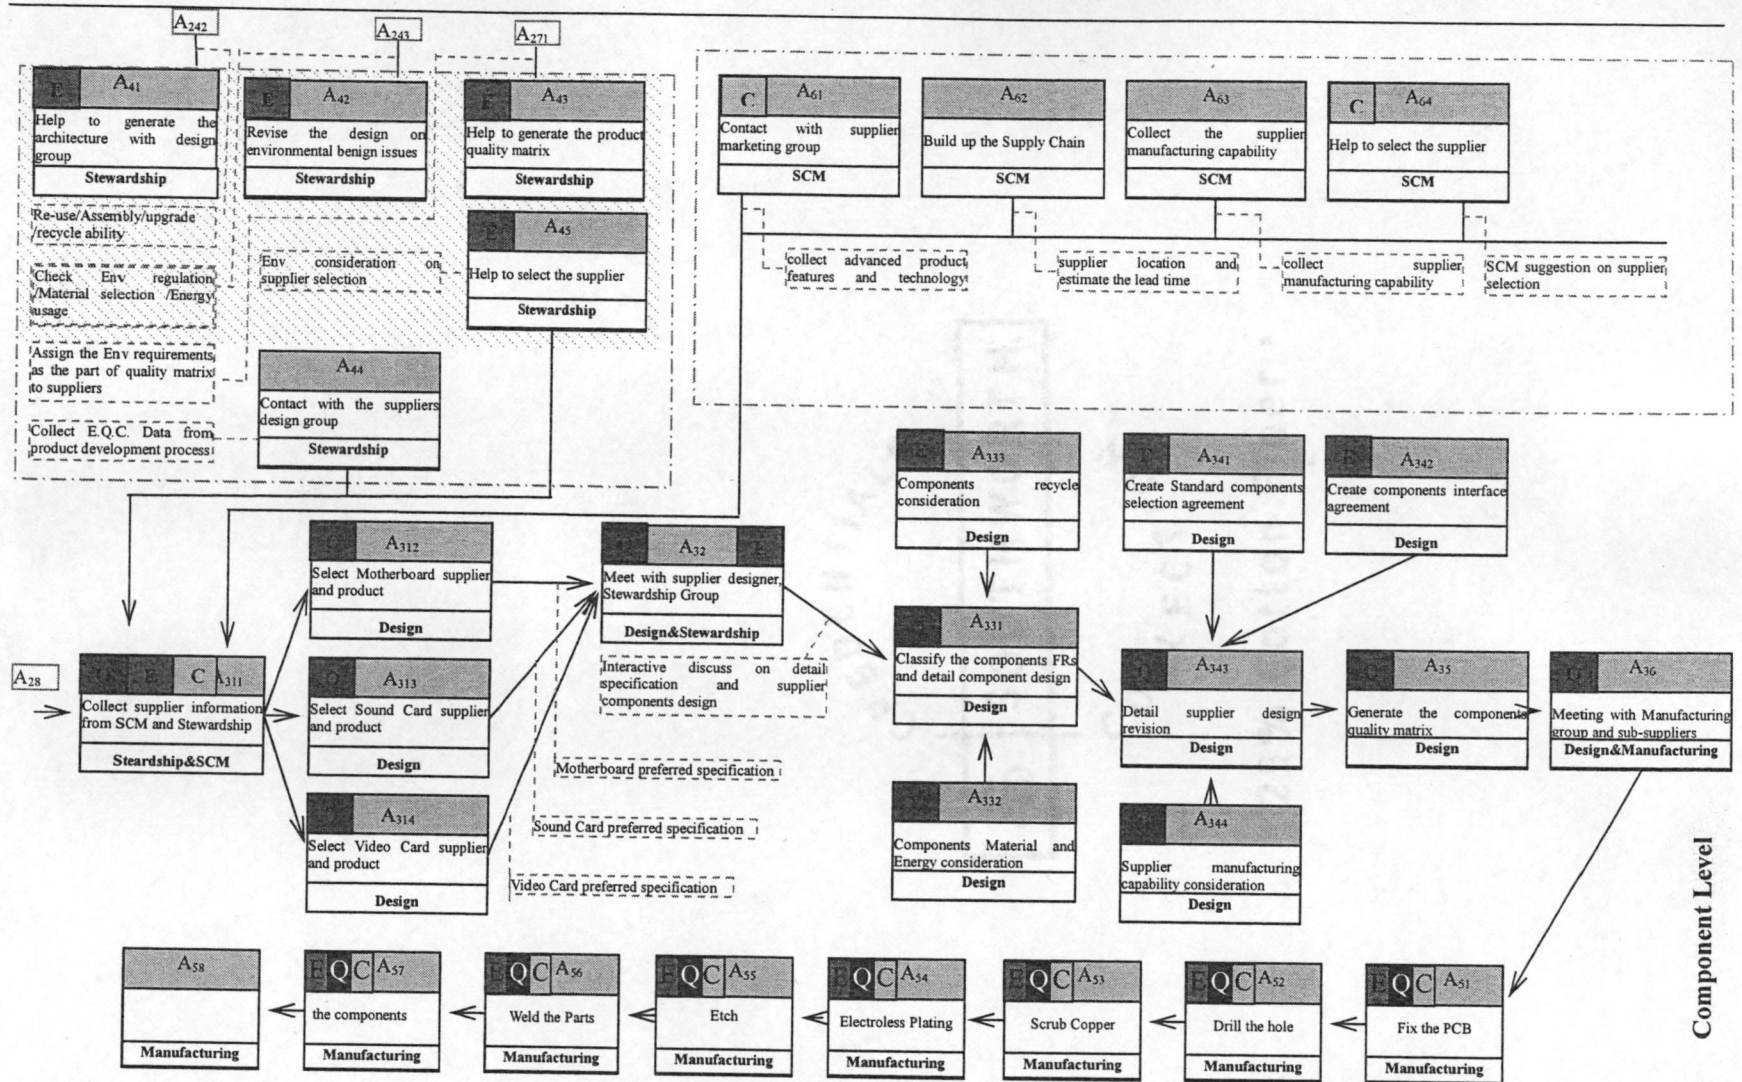 A242
A243
A271
E A41
Help to generate the
architecture with design
group
Stewardship
E A42
Revise the design on
environmental benign issues
Stewardship
E A43
Help to generate the product
quality matrix
Stewardship
C A61
Contact with supplier
marketing group
SCM
A62
Build up the Supply Chain
SCM
A63
Collect the supplier
manufacturing capability
SCM
C A64
Help to select the supplier
SCM
Re-use/Assembly/upgrade
/recycle ability
Check Env regulation
/Material selection /Energy
usage
Assign the Env requirements
as the part of quality matrix
to suppliers
Collect E.Q.C. Data from
product development process
Env consideration on
supplier selection
A45
Help to select the supplier
Stewardship
A44
Contact with the suppliers
design group
Stewardship
collect advanced product
features and technology
supplier location and
estimate the lead time
collect supplier
manufacturing capability
SCM suggestion on supplier
selection
A333
Components recycle
consideration
Design
A341
Create Standard components
selection agreement
Design
A342
Create components interface
agreement
Design
A28
E C A311
Collect supplier information
from SCM and Stewardship
Steardship&SCM
A312
Select Motherboard supplier
and product
Design
A313
Select Sound Card supplier
and product
Design
A314
Select Video Card supplier
and product
Design
A32
Meet with supplier designer,
Stewardship Group
Design&Stewardship
Interactive discuss on detail
specification and supplier
components design
Motherboard preferred specification
Sound Card preferred specification
Video Card preferred specification
A331
Classify the components FRs
and detail component design
Design
A332
Components Material and
Energy consideration
Design
A343
Detail supplier design
revision
Design
A344
Supplier manufacturing
capability consideration
Design
A35
Generate the components
quality matrix
Design
A36
Meeting with Manufacturing
group and sub-suppliers
Design&Manufacturing
Component Level
A58
Manufacturing
E Q C A57
the components
Manufacturing
E Q C A56
Weld the Parts
Manufacturing
E Q C A55
Etch
Manufacturing
E Q C A54
Electroless Plating
Manufacturing
E Q C A53
Scrub Copper
Manufacturing
E Q C A52
Drill the hole
Manufacturing
E Q C A51
Fix the PCB
Manufacturing